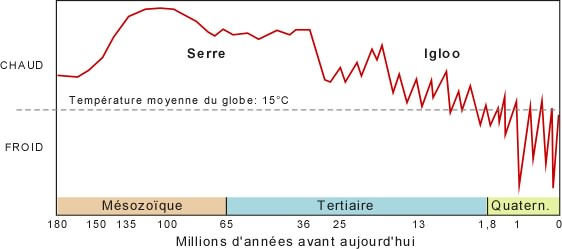 Serre
Igloo
CHAUD
Température moyenne du globe: 15°C
FROID
Mésozoïque
Tertiaire
Quatern.
180 150 135 100 65 36 25 13 1,8 1 0
Millions d'années avant aujourd'hui